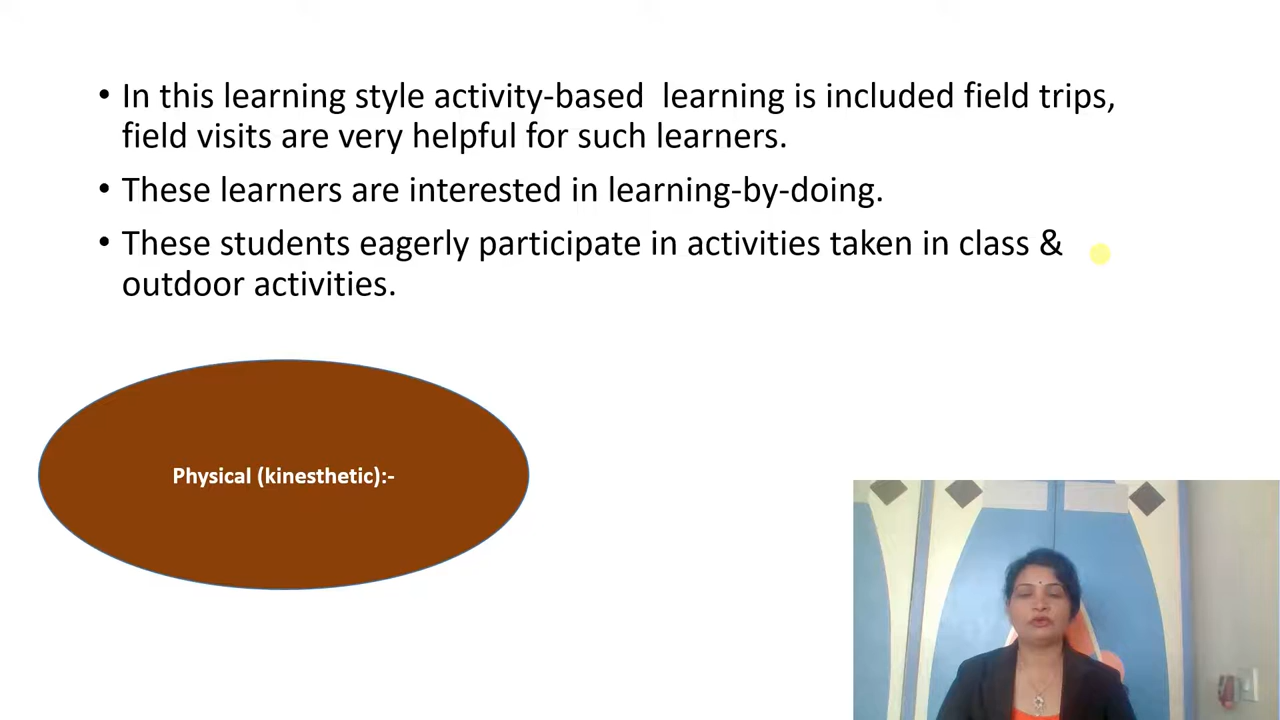 • In this learning style activity-based  learning is included field trips,
field visits are very helpful for such learners.
• These learners are interested in learning-by-doing.
• These students eagerly participate in activities taken in class &
outdoor activities.
Physical (kinesthetic):-